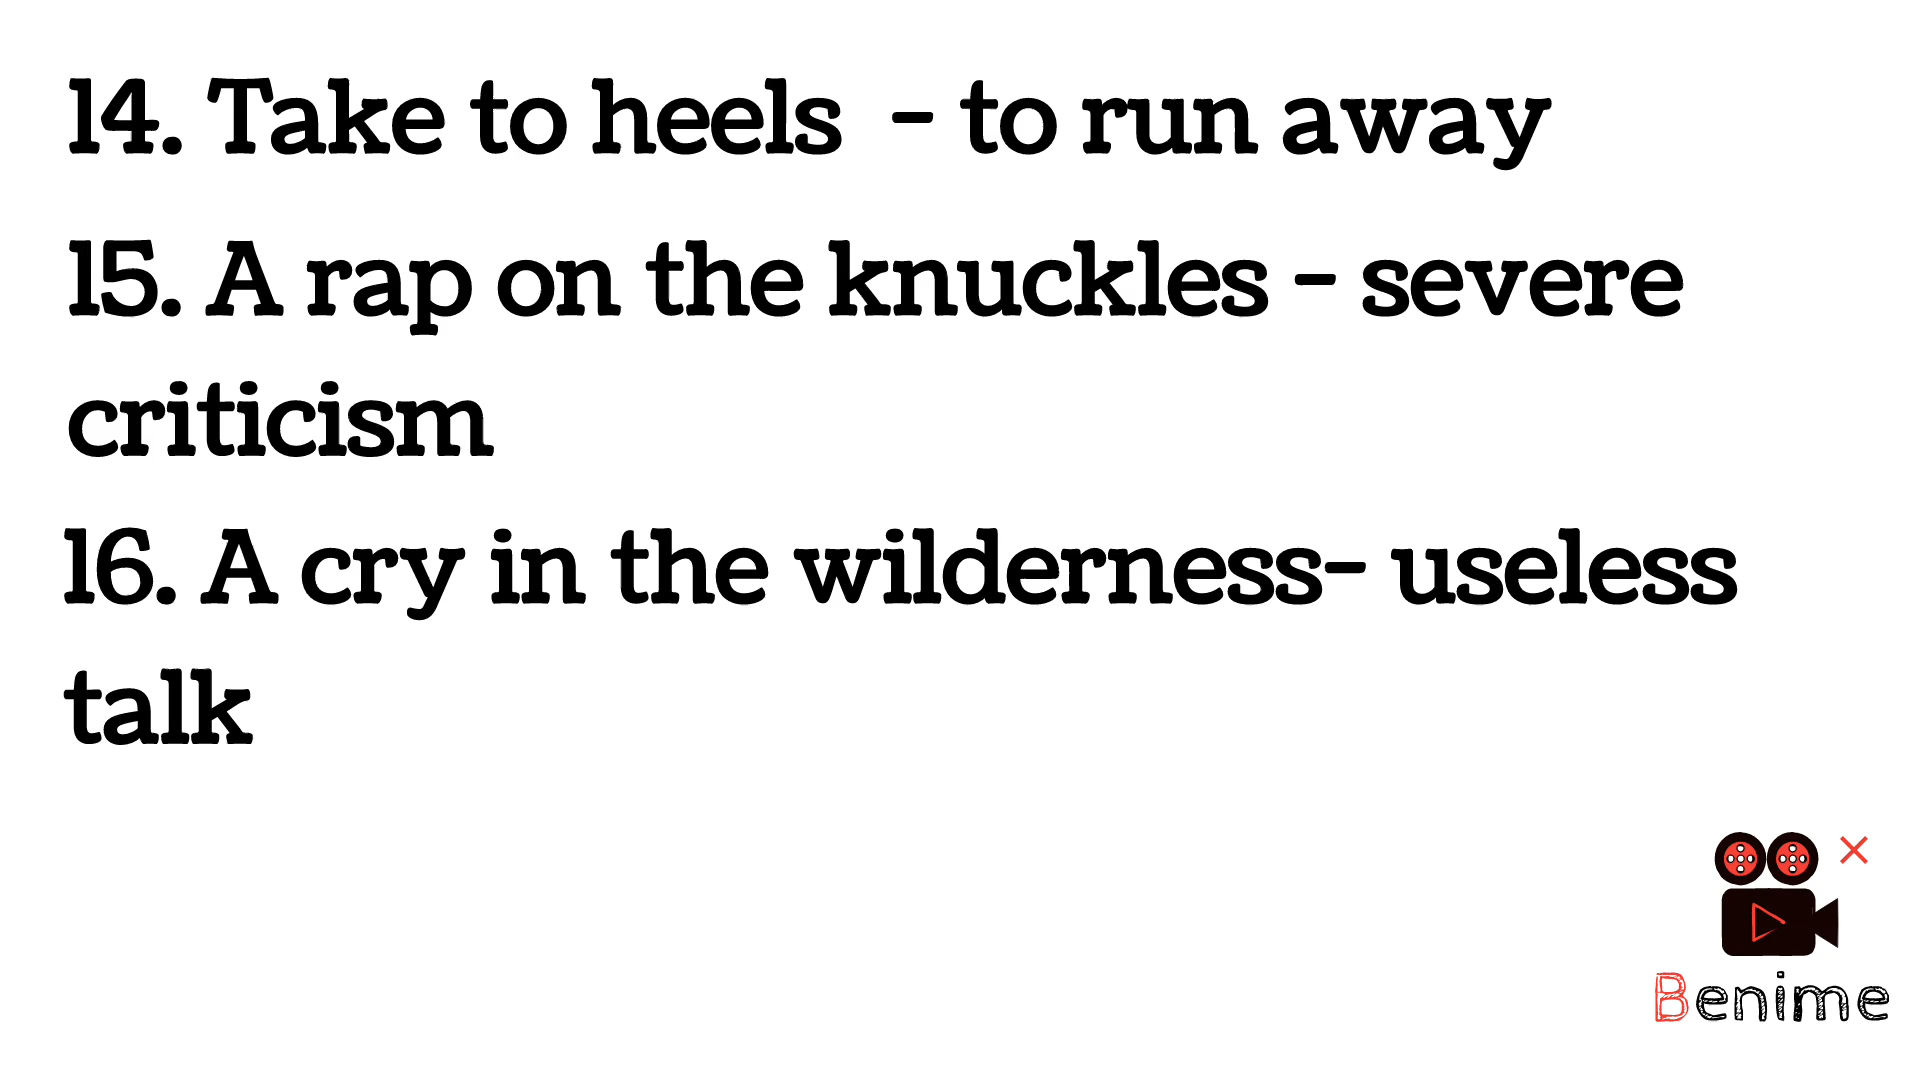 14. Take to heels - to run away
15. A rap on the knuckles - severe
criticism
16. A cry in the wilderness- useless
talk
Benime